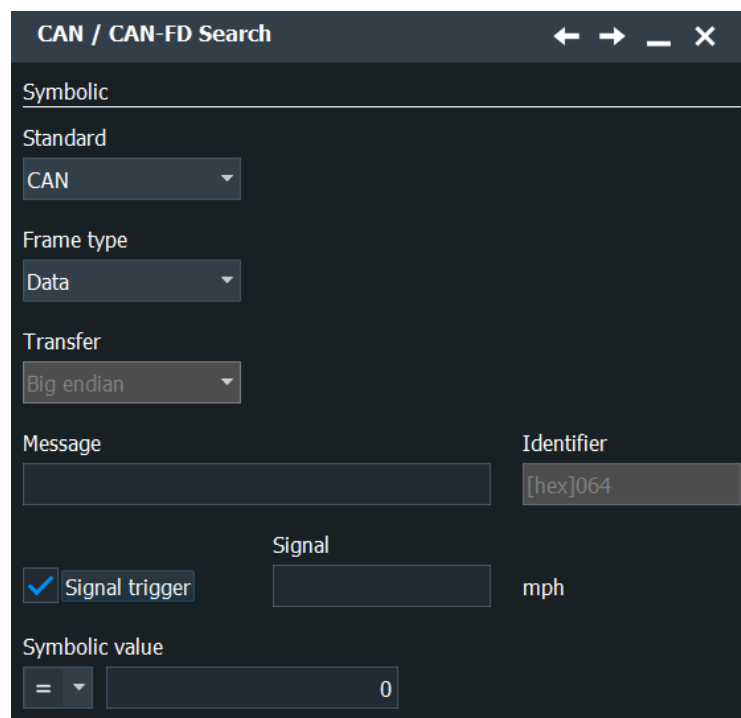 CAN / CAN-FD Search
Symbolic
Standard
CAN
Frame type
Data
Transfer
Big endian
Message Identifier
[hex]064
Signal
Signal trigger mph
Symbolic value
= 0